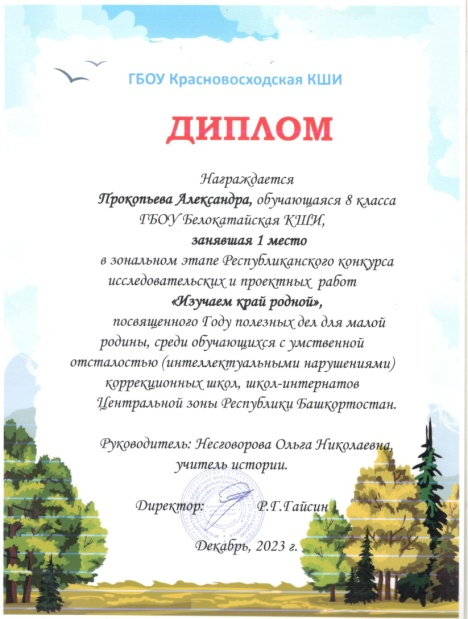 ГБОУ Красновосходская КШИ
ДИПЛОМ
Награждается
Прокопьева Александра, обучающаяся 8 класса
ГБОУ Белокатайская КШИ,
занявшая 1 место
в зональном этапе Республиканского конкурса
исследовательских и проектных работ
«Изучаем край родной»,
посвященного Году полезных дел для малой
родины, среди обучающихся с умственной
отсталостью (интеллектуальными нарушениями)
коррекционных школ, школ-интернатов
Центральной зоны Республики Башкортостан.
Руководитель: Несговорова Ольга Николаевна,
учитель истории.
Директор: Р.Г.Гайсин
Декабрь, 2023 г.